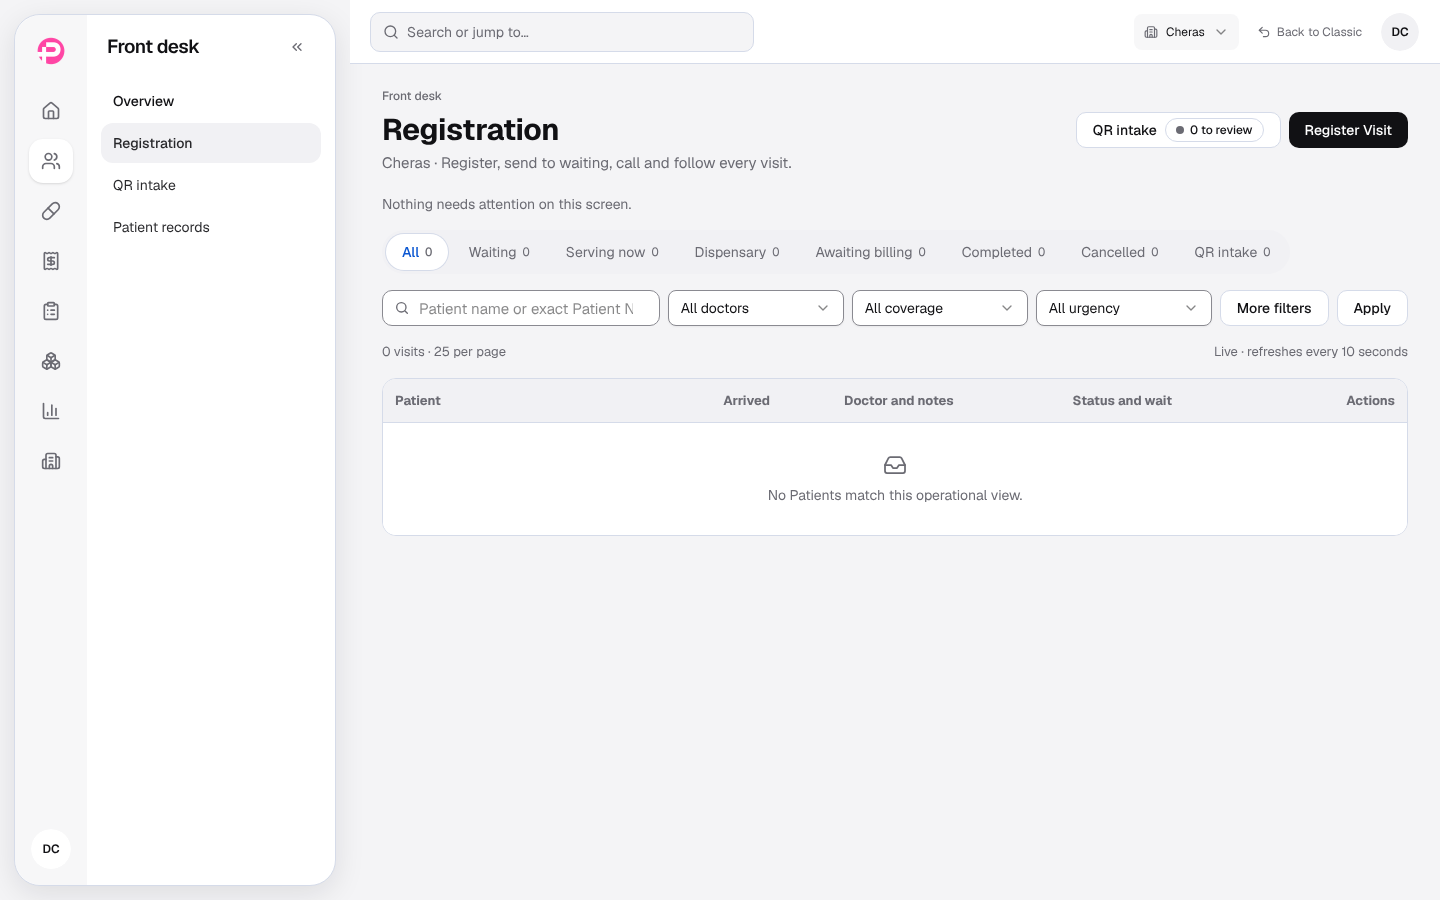 Front desk
Overview
Registration
QR intake
Patient records
DC
Search or jump to...
Cheras
Back to Classic
DC
Front desk
Registration
Cheras · Register, send to waiting, call and follow every visit.
QR intake 0 to review
Register Visit
Nothing needs attention on this screen.
All 0 Waiting 0 Serving now 0 Dispensary 0 Awaiting billing 0 Completed 0 Cancelled 0 QR intake 0
Patient name or exact Patient N
All doctors
All coverage
All urgency
More filters
Apply
0 visits · 25 per page
Live · refreshes every 10 seconds
Patient Arrived Doctor and notes Status and wait Actions
No Patients match this operational view.